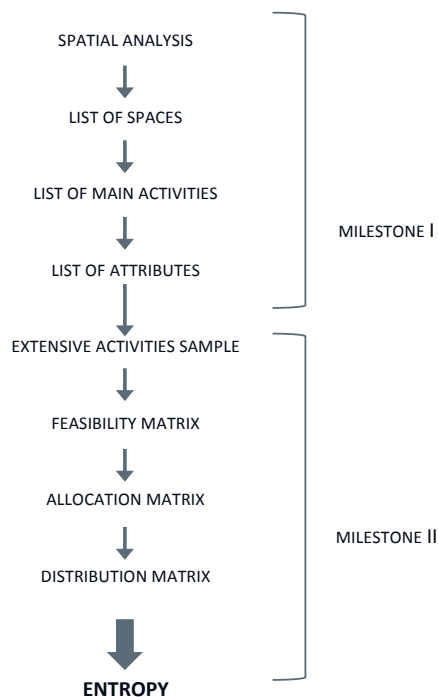 SPATIAL ANALYSIS
LIST OF SPACES
LIST OF MAIN ACTIVITIES
MILESTONE I
LIST OF ATTRIBUTES
EXTENSIVE ACTIVITIES SAMPLE
FEASIBILITY MATRIX
ALLOCATION MATRIX
MILESTONE II
DISTRIBUTION MATRIX
ENTROPY